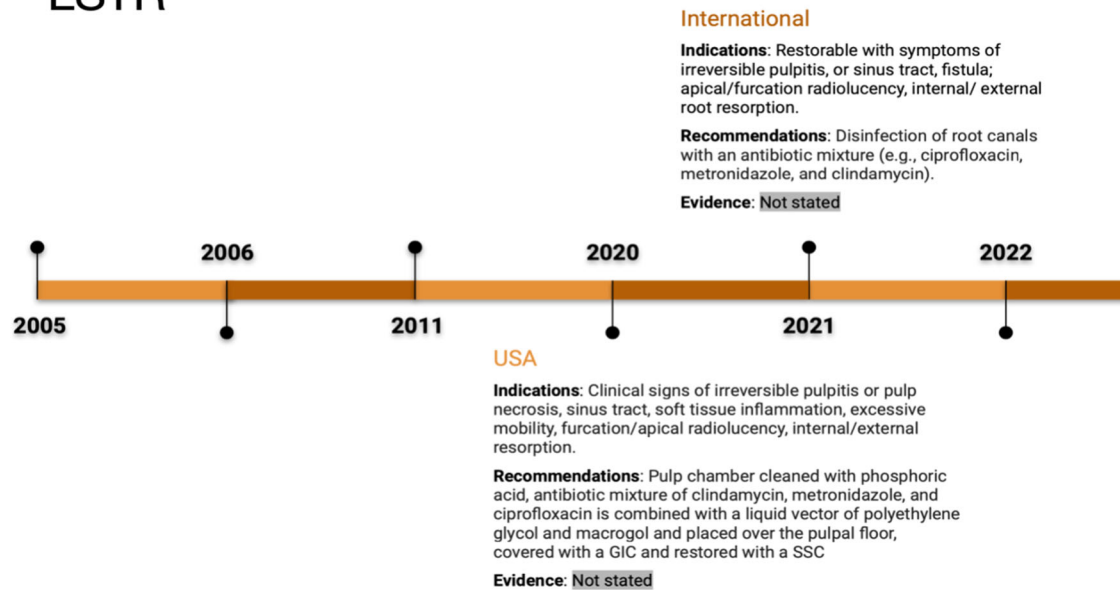 LSTR
International
Indications: Restorable with symptoms of
irreversible pulpitis, or sinus tract, fistula;
apical/furcation radiolucency, internal/ external
root resorption.
Recommendations: Disinfection of root canals
with an antibiotic mixture (e.g., ciprofloxacin,
metronidazole, and clindamycin).
Evidence: Not stated
2006
2020
2022
2005
2011
2021
USA
Indications: Clinical signs of irreversible pulpitis or pulp
necrosis, sinus tract, soft tissue inflammation, excessive
mobility, furcation/apical radiolucency, internal/external
resorption.
Recommendations: Pulp chamber cleaned with phosphoric
acid, antibiotic mixture of clindamycin, metronidazole, and
ciprofloxacin is combined with a liquid vector of polyethylene
glycol and macrogol and placed over the pulpal floor,
covered with a GIC and restored with a SSC
Evidence: Not stated